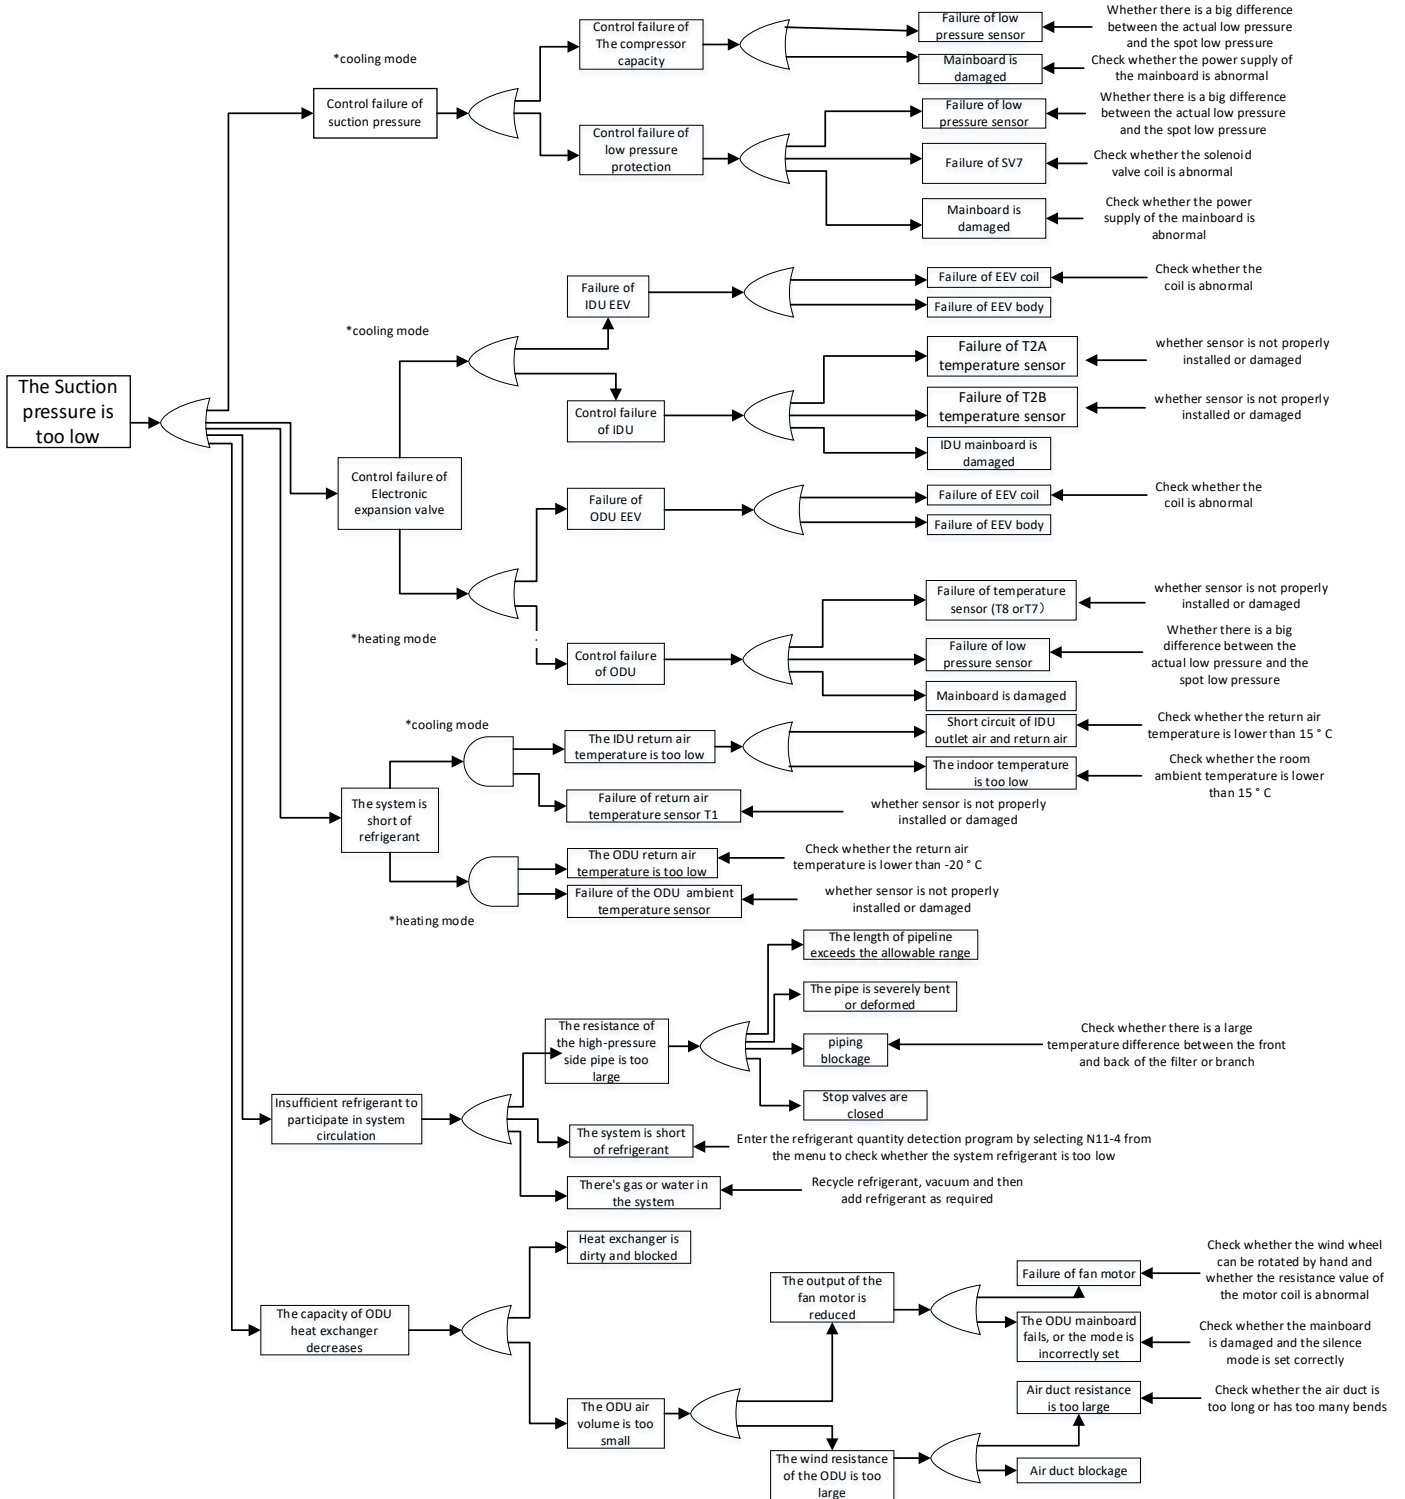 The Suction
pressure is
too low
*cooling mode
Control failure of
suction pressure
Control failure of
The compressor
capacity
Failure of low
pressure sensor
Whether there is a big difference
between the actual low pressure
and the spot low pressure
Mainboard is
damaged
Check whether the power supply of
the mainboard is abnormal
Control failure of
low pressure
protection
Failure of low
pressure sensor
Whether there is a big difference
between the actual low pressure
and the spot low pressure
Failure of SV7
Check whether the solenoid
valve coil is abnormal
Mainboard is
damaged
Check whether the power
supply of the mainboard is
abnormal
Control failure of
Electronic
expansion valve
*cooling mode
Failure of
IDU EEV
Failure of EEV coil
Check whether the
coil is abnormal
Failure of EEV body
Control failure
of IDU
Failure of T2A
temperature sensor
whether sensor is not properly
installed or damaged
Failure of T2B
temperature sensor
whether sensor is not properly
installed or damaged
IDU mainboard is
damaged
*heating mode
Failure of
ODU EEV
Failure of EEV coil
Check whether the
coil is abnormal
Failure of EEV body
Control failure
of ODU
Failure of temperature
sensor (T8 orT7）
whether sensor is not properly
installed or damaged
Failure of low
pressure sensor
Whether there is a big
difference between the
actual low pressure and the
spot low pressure
Mainboard is damaged
The system is
short of
refrigerant
*cooling mode
The IDU return air
temperature is too low
Short circuit of IDU
outlet air and return air
Check whether the return air
temperature is lower than 15 ° C
The indoor temperature
is too low
Check whether the room
ambient temperature is lower
than 15 ° C
Failure of return air
temperature sensor T1
whether sensor is not properly
installed or damaged
*heating mode
The ODU return air
temperature is too low
Check whether the return air
temperature is lower than -20 ° C
Failure of the ODU ambient
temperature sensor
whether sensor is not properly
installed or damaged
Insufficient refrigerant to
participate in system
circulation
The resistance of
the high-pressure
side pipe is too
large
The length of pipeline
exceeds the allowable range
The pipe is severely bent
or deformed
piping
blockage
Check whether there is a large
temperature difference between the front
and back of the filter or branch
Stop valves are
closed
The system is short
of refrigerant
Enter the refrigerant quantity detection program by selecting N11-4 from
the menu to check whether the system refrigerant is too low
There's gas or water in
the system
Recycle refrigerant, vacuum and then
add refrigerant as required
The capacity of ODU
heat exchanger
decreases
Heat exchanger is
dirty and blocked
The ODU air
volume is too
small
The output of the
fan motor is
reduced
Failure of fan motor
Check whether the wind wheel
can be rotated by hand and
whether the resistance value of
the motor coil is abnormal
The ODU mainboard
fails, or the mode is
incorrectly set
Check whether the mainboard
is damaged and the silence
mode is set correctly
The wind resistance
of the ODU is too
large
Air duct resistance
is too large
Check whether the air duct is
too long or has too many bends
Air duct blockage